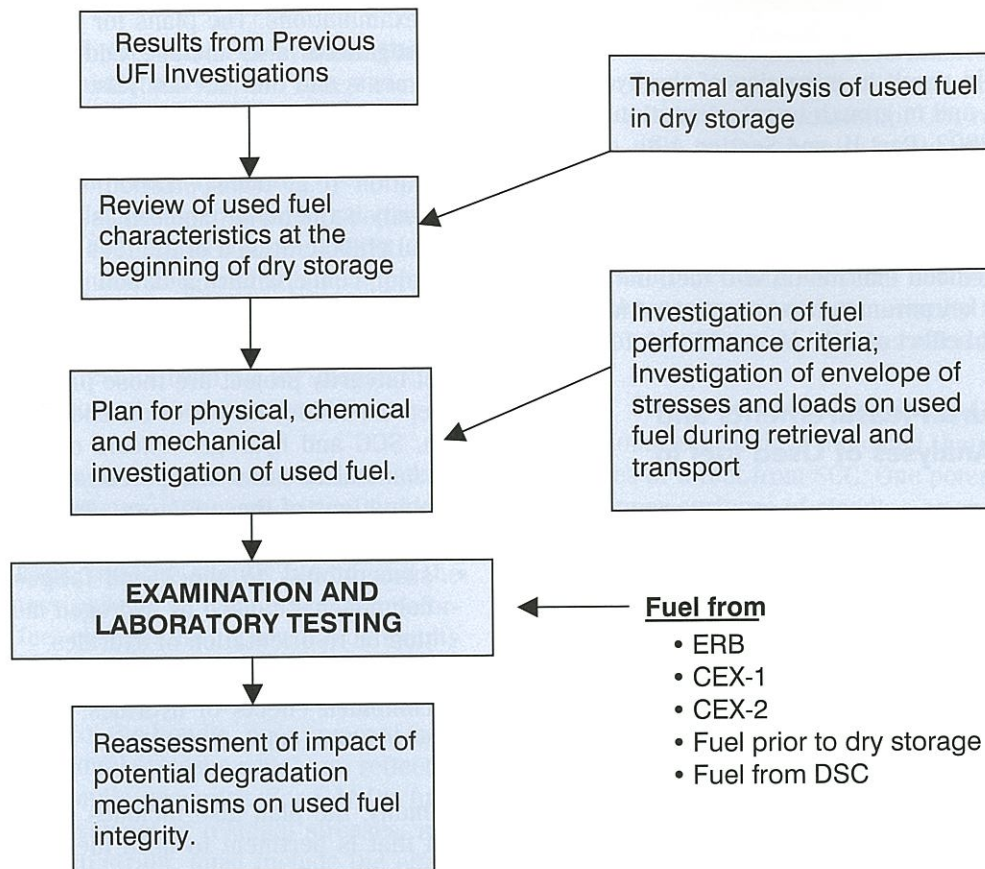 Results from Previous
UFI Investigations
Thermal analysis of used fuel
in dry storage
Review of used fuel
characteristics at the
beginning of dry storage
Investigation of fuel
performance criteria;
Investigation of envelope of
stresses and loads on used
fuel during retrieval and
transport
Plan for physical, chemical
and mechanical
investigation of used fuel.
EXAMINATION AND
LABORATORY TESTING
Fuel from
• ERB
• CEX-1
• CEX-2
• Fuel prior to dry storage
• Fuel from DSC
Reassessment of impact of
potential degradation
mechanisms on used fuel
integrity.